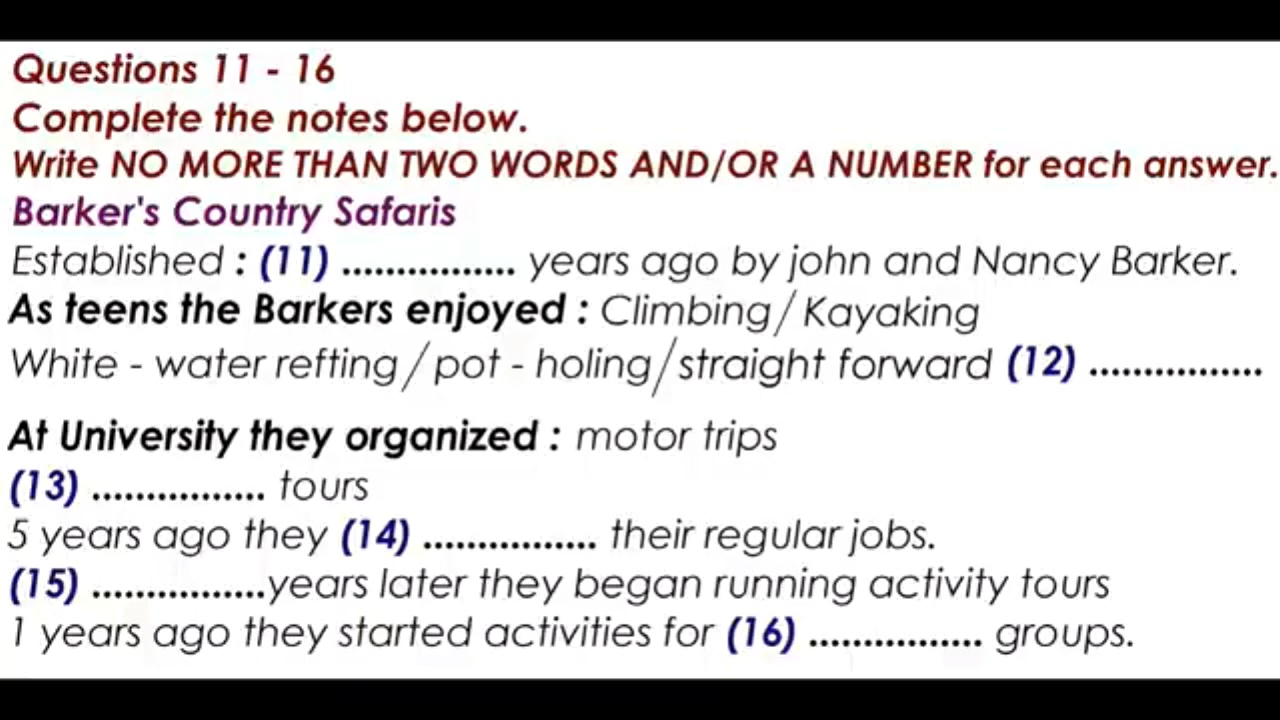 Questions 11 - 16
Complete the notes below.
Write NO MORE THAN TWO WORDS AND/OR A NUMBER for each answer.
Barker's Country Safaris
Established : (11) ................ years ago by john and Nancy Barker.
As teens the Barkers enjoyed : Climbing / Kayaking
White - water refting / pot - holing / straight forward (12) ................
At University they organized : motor trips
(13) ................ tours
5 years ago they (14) ................ their regular jobs.
(15) ................years later they began running activity tours
1 years ago they started activities for (16) ................ groups.